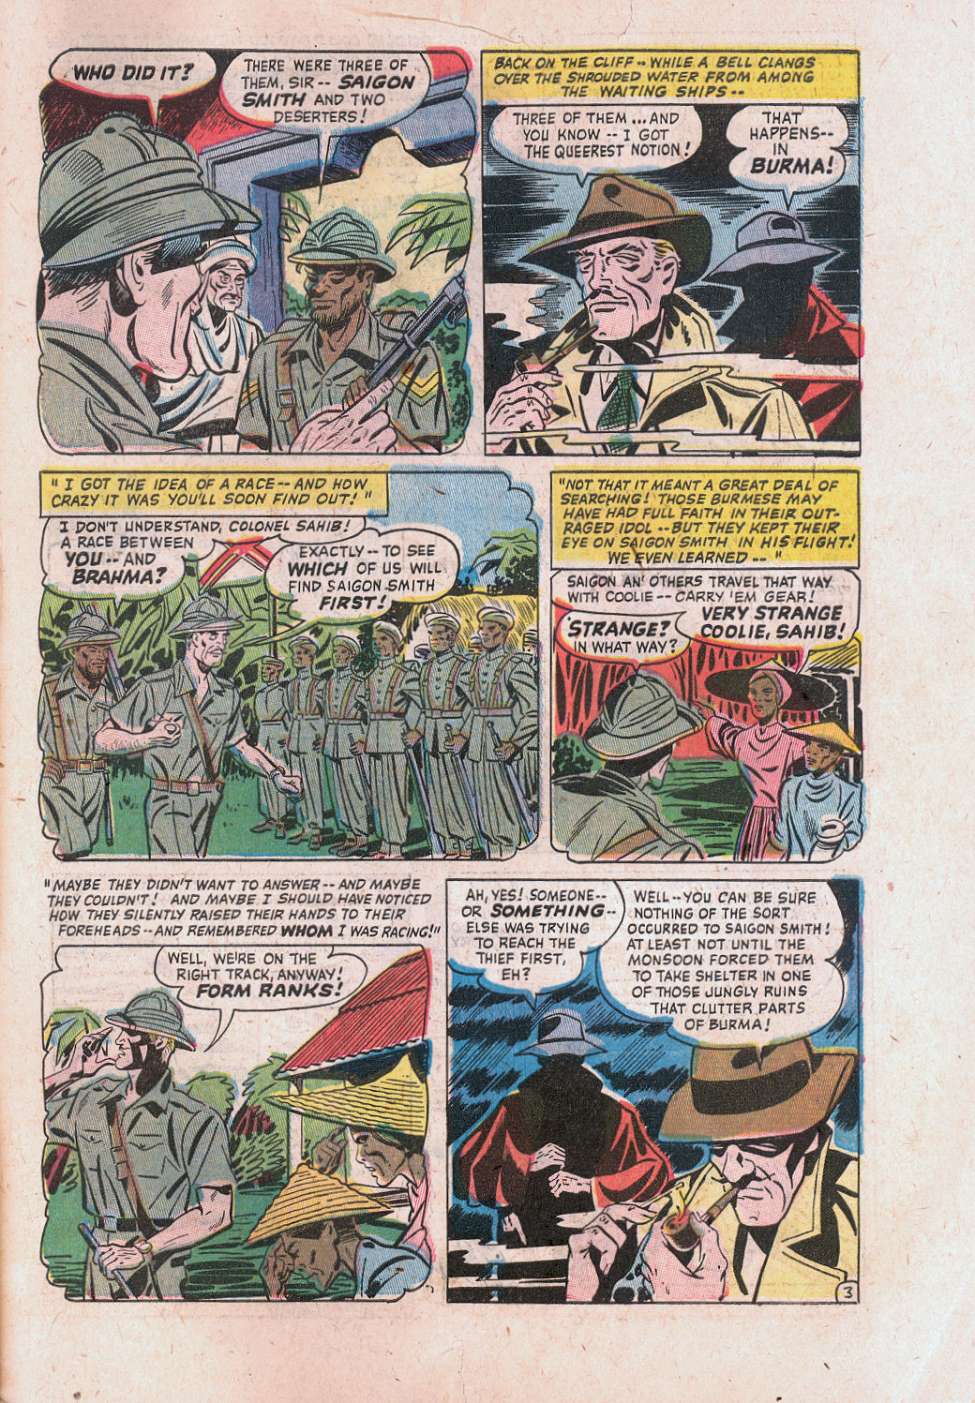 WHO DID IT?
THERE WERE THREE OF
THEM, SIR -- SAIGON
SMITH AND TWO
DESERTERS!
BACK ON THE CLIFF -- WHILE A BELL CLANGS
OVER THE SHROUDED WATER FROM AMONG
THE WAITING SHIPS --
THREE OF THEM ... AND
YOU KNOW -- I GOT
THE QUEEREST NOTION!
THAT
HAPPENS--
IN
BURMA!
"I GOT THE IDEA OF A RACE -- AND HOW
CRAZY IT WAS YOU'LL SOON FIND OUT!"
I DON'T UNDERSTAND, COLONEL SAHIB!
A RACE BETWEEN
YOU -- AND
BRAHMA?
EXACTLY -- TO SEE
WHICH OF US WILL
FIND SAIGON SMITH
FIRST!
"NOT THAT IT MEANT A GREAT DEAL OF
SEARCHING! THOSE BURMESE MAY
HAVE HAD FULL FAITH IN THEIR OUT-
RAGED IDOL -- BUT THEY KEPT THEIR
EYE ON SAIGON SMITH IN HIS FLIGHT!
WE EVEN LEARNED -- "
SAIGON AN' OTHERS TRAVEL THAT WAY
WITH COOLIE -- CARRY 'EM GEAR!
STRANGE?
IN WHAT WAY?
VERY STRANGE
COOLIE, SAHIB!
"MAYBE THEY DIDN'T WANT TO ANSWER -- AND MAYBE
THEY COULDN'T! AND MAYBE I SHOULD HAVE NOTICED
HOW THEY SILENTLY RAISED THEIR HANDS TO THEIR
FOREHEADS -- AND REMEMBERED WHOM I WAS RACING!"
WELL, WE'RE ON THE
RIGHT TRACK, ANYWAY!
FORM RANKS!
AH, YES! SOMEONE--
OR SOMETHING --
ELSE WAS TRYING
TO REACH THE
THIEF FIRST,
EH?
WELL -- YOU CAN BE SURE
NOTHING OF THE SORT
OCCURRED TO SAIGON SMITH!
AT LEAST NOT UNTIL THE
MONSOON FORCED THEM
TO TAKE SHELTER IN ONE
OF THOSE JUNGLY RUINS
THAT CLUTTER PARTS
OF BURMA!
3